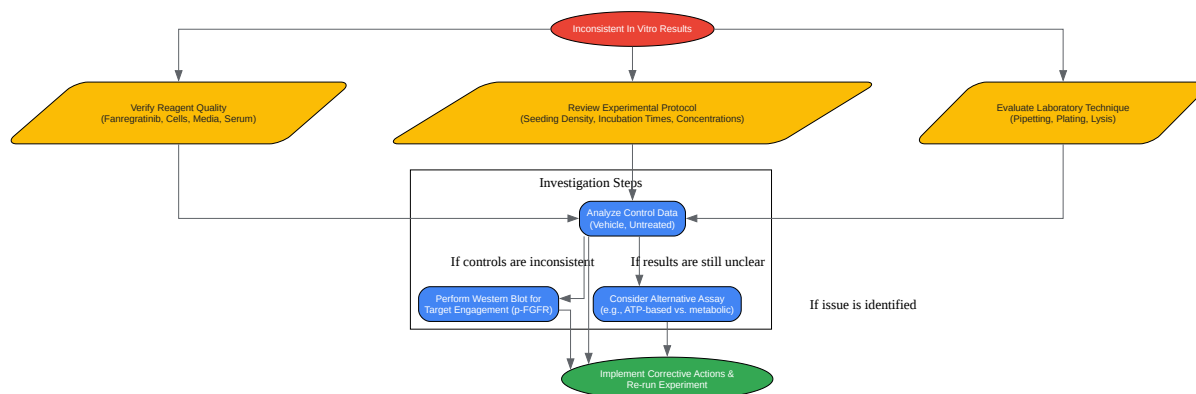 Inconsistent In Vitro Results
Verify Reagent Quality
(Fanregratinib, Cells, Media, Serum)
Review Experimental Protocol
(Seeding Density, Incubation Times, Concentrations)
Evaluate Laboratory Technique
(Pipetting, Plating, Lysis)
Investigation Steps
Analyze Control Data
(Vehicle, Untreated)
If controls are inconsistent
If results are still unclear
Perform Western Blot for
Target Engagement (p-FGFR)
Consider Alternative Assay
(e.g., ATP-based vs. metabolic)
If issue is identified
Implement Corrective Actions &
Re-run Experiment